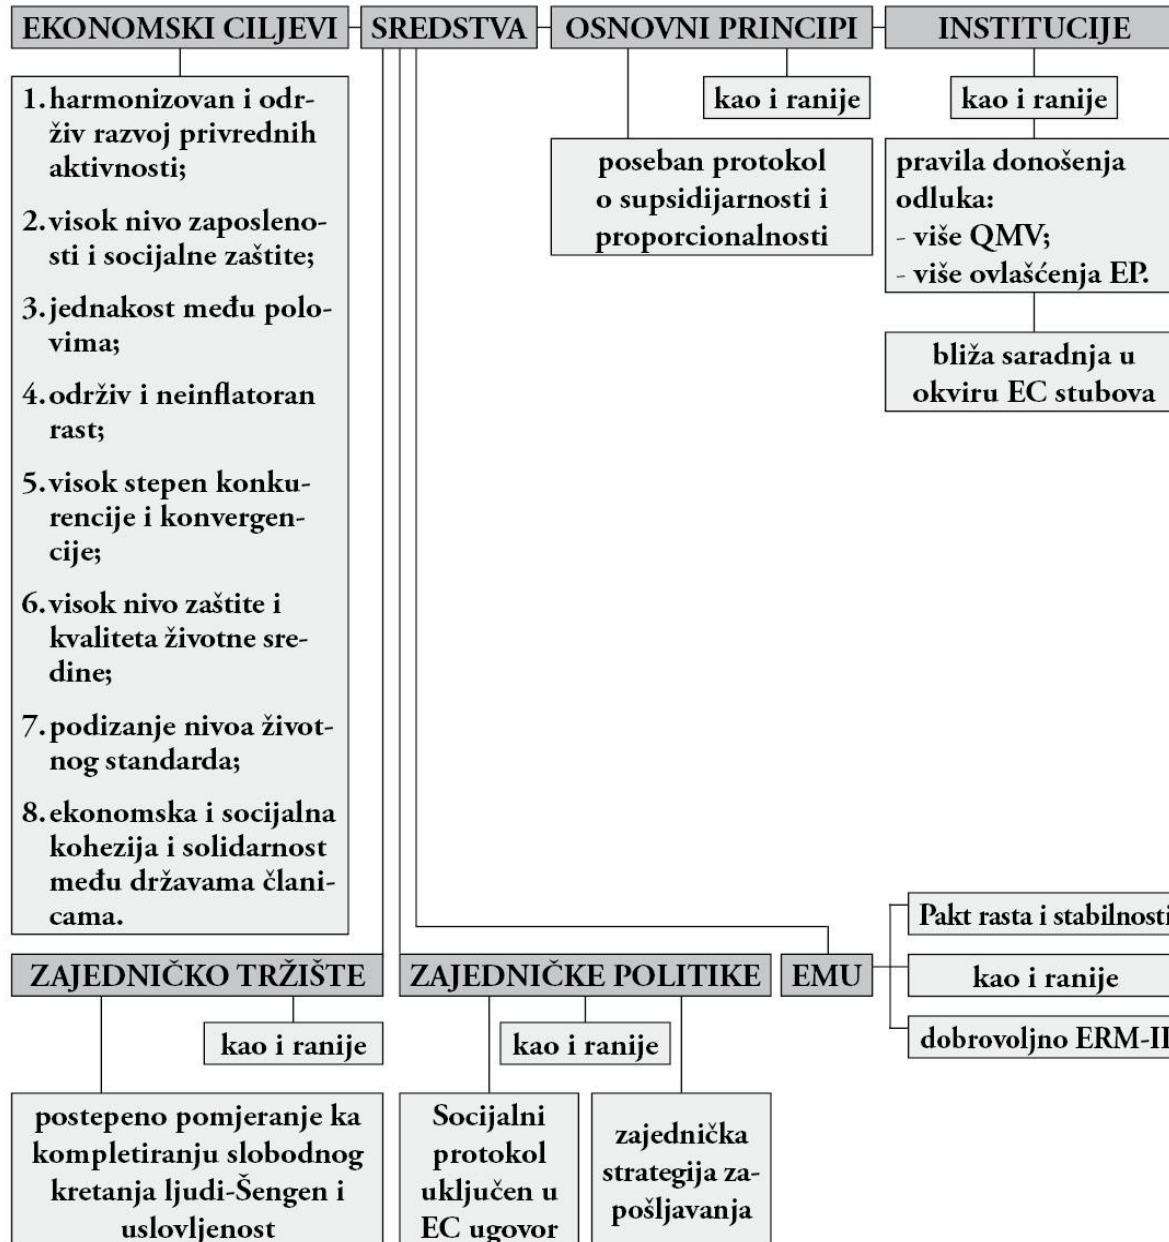 EKONOMSKI CILJEVI
SREDSTVA
OSNOVNI PRINCIPI
INSTITUCIJE
1. harmonizovan i odr-
živ razvoj privrednih
aktivnosti;
2. visok nivo zaposleno-
sti i socijalne zaštite;
3. jednakost među polo-
vima;
4. održiv i neinflatoran
rast;
5. visok stepen konku-
rencije i konvergen-
cije;
6. visok nivo zaštite i
kvaliteta životne sre-
dine;
7. podizanje nivoa život-
nog standarda;
8. ekonomska i socijalna
kohezija i solidarnost
među državama člani-
cama.
kao i ranije
poseban protokol
o supsidijarnosti i
proporcionalnosti
kao i ranije
pravila donošenja
odluka:
- više QMV;
- više ovlašćenja EP.
bliža saradnja u
okviru EC stubova
ZAJEDNIČKO TRŽIŠTE
kao i ranije
postepeno pomjeranje ka
kompletiranju slobodnog
kretanja ljudi-Šengen i
uslovljenost
ZAJEDNIČKE POLITIKE
kao i ranije
Socijalni
protokol
uključen u
EC ugovor
zajednička
strategija za-
pošljavanja
EMU
Pakt rasta i stabilnosti
kao i ranije
dobrovoljno ERM-II